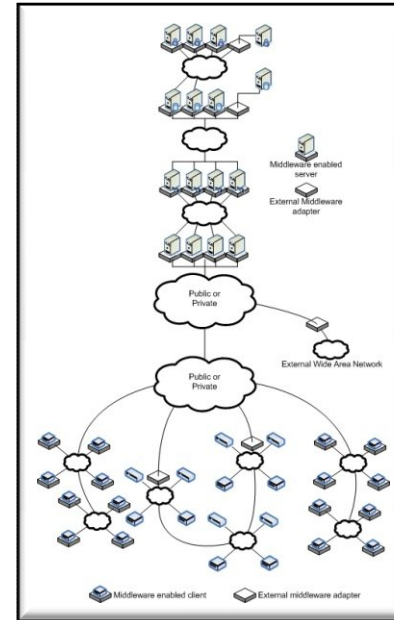 Middleware enabled
server
External Middleware
adapter
Public or
Private
External Wide Area Network
Public or
Private
Middleware enabled client
External middleware adapter